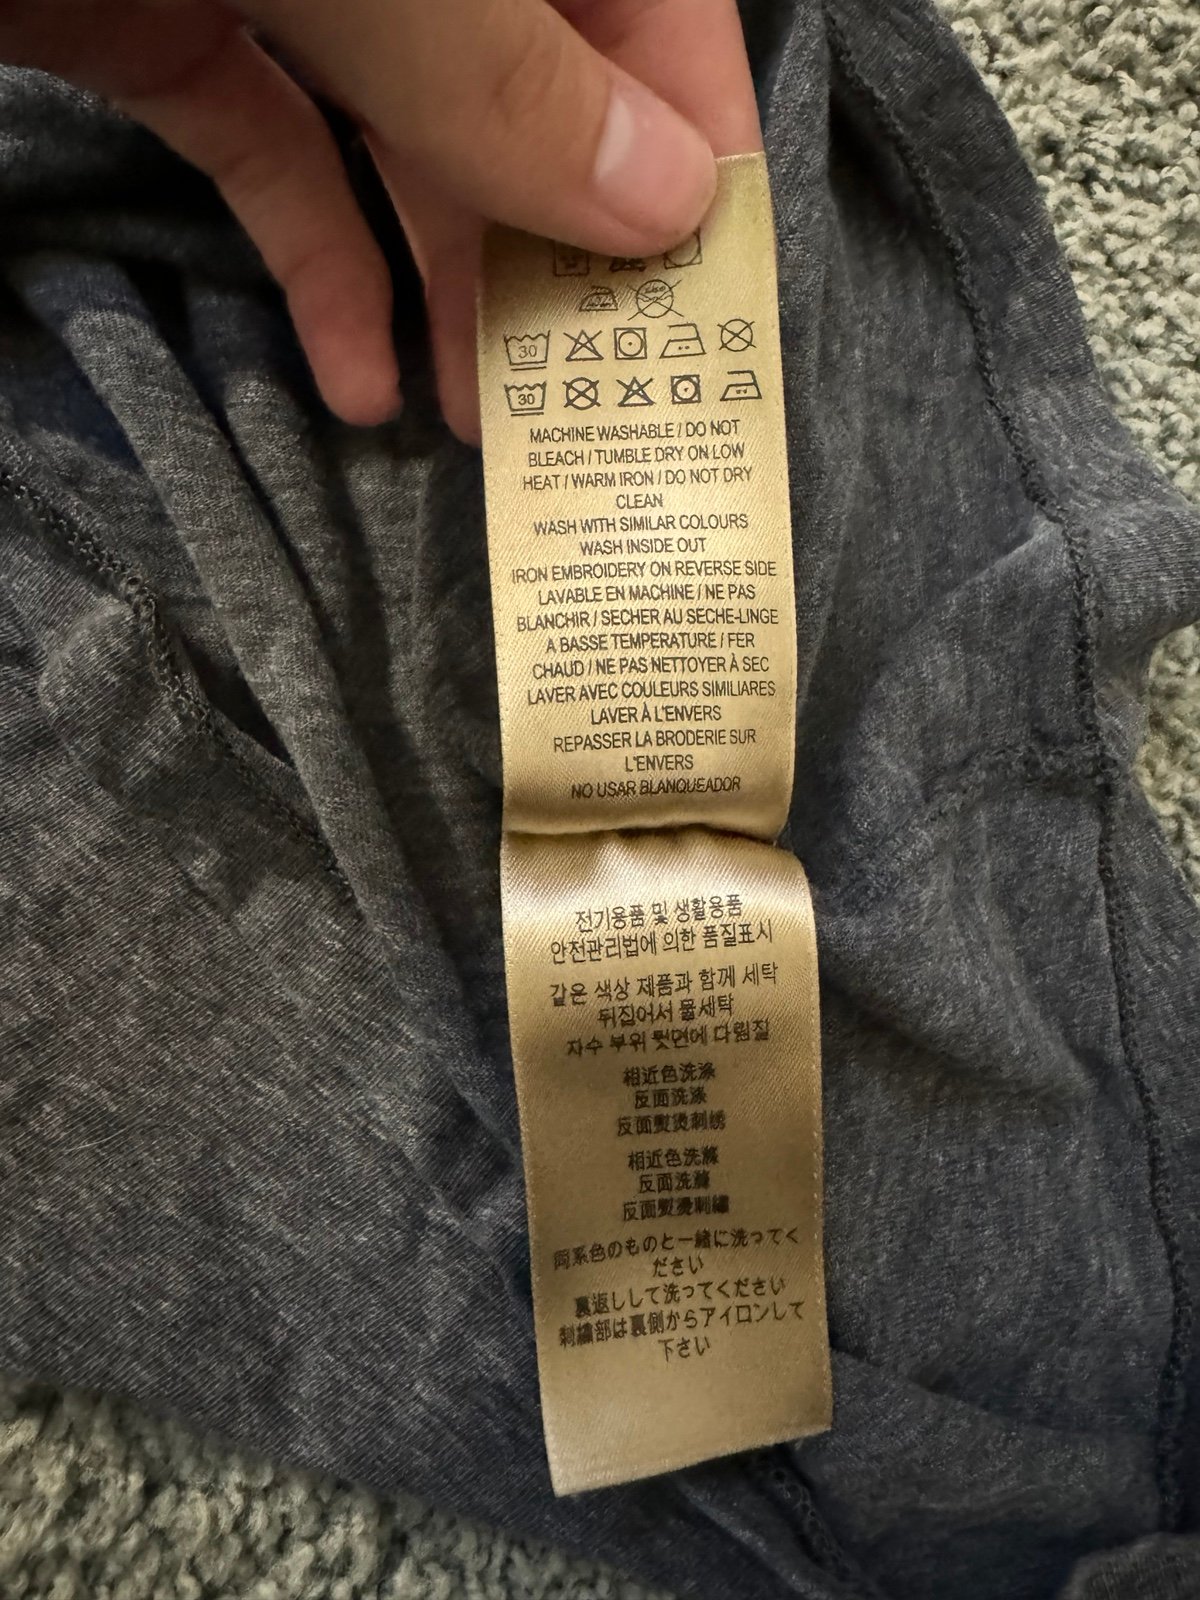 30
30
MACHINE WASHABLE / DO NOT
BLEACH / TUMBLE DRY ON LOW
HEAT / WARM IRON / DO NOT DRY
CLEAN
WASH WITH SIMILAR COLOURS
WASH INSIDE OUT
IRON EMBROIDERY ON REVERSE SIDE
LAVABLE EN MACHINE / NE PAS
BLANCHIR / SECHER AU SECHE-LINGE
A BASSE TEMPERATURE / FER
CHAUD / NE PAS NETTOYER À SEC
LAVER AVEC COULEURS SIMILIARES
LAVER À L'ENVERS
REPASSER LA BRODERIE SUR
L'ENVERS
NO USAR BLANQUEADOR
전기용품 및 생활용품
안전관리법에 의한 품질표시
같은 색상 제품과 함께 세탁
뒤집어서 물세탁
자수 부위 뒷면에 다림질
相近色洗涤
反面洗涤
反面熨烫刺绣
相近色洗滌
反面洗滌
反面熨燙刺繡
同系色のものと一緒に洗ってく
ださい
裏返しして洗ってください
刺繍部は裏側からアイロンして
下さい